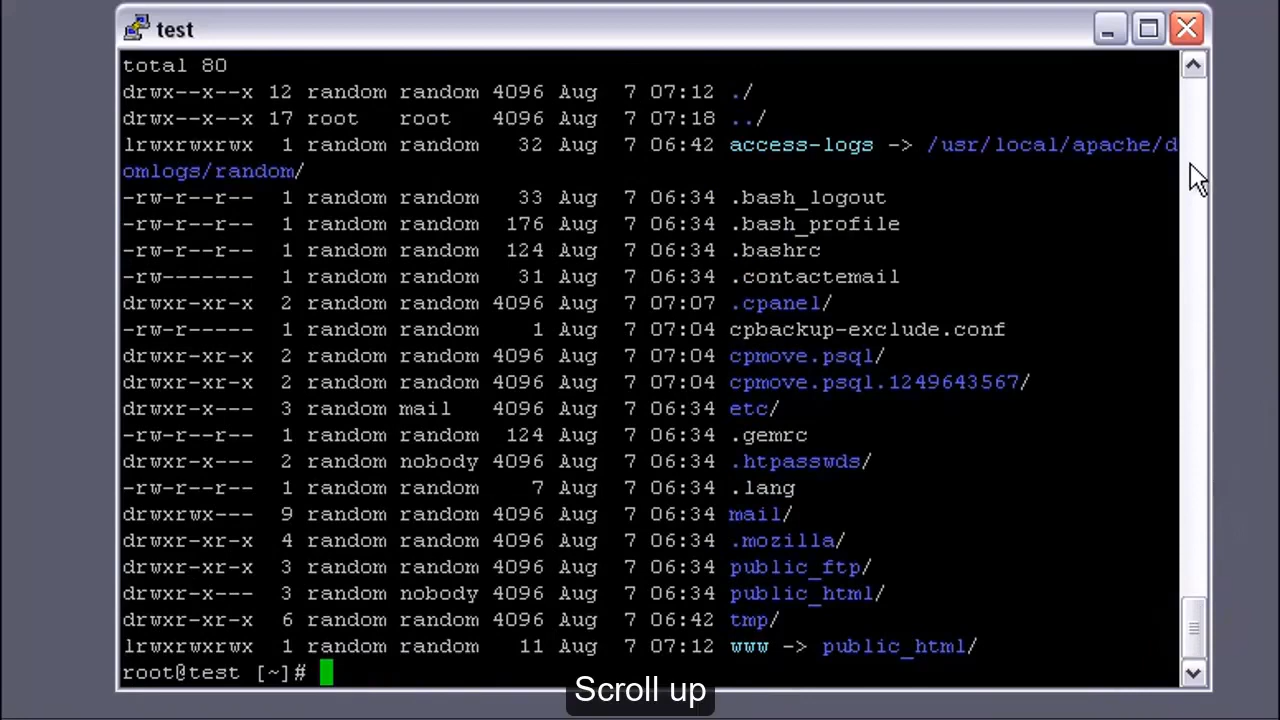 test
total 80
drwx--x--x 12 random random 4096 Aug  7 07:12 ./
drwx--x--x 17 root   root   4096 Aug  7 07:18 ../
lrwxrwxrwx  1 random random   32 Aug  7 06:42 access-logs -> /usr/local/apache/d
omlogs/random/
-rw-r--r--  1 random random   33 Aug  7 06:34 .bash_logout
-rw-r--r--  1 random random  176 Aug  7 06:34 .bash_profile
-rw-r--r--  1 random random  124 Aug  7 06:34 .bashrc
-rw-------  1 random random   31 Aug  7 06:34 .contactemail
drwxr-xr-x  2 random random 4096 Aug  7 07:07 .cpanel/
-rw-r-----  1 random random    1 Aug  7 07:04 cpbackup-exclude.conf
drwxr-xr-x  2 random random 4096 Aug  7 07:04 cpmove.psql/
drwxr-xr-x  2 random random 4096 Aug  7 07:04 cpmove.psql.1249643567/
drwxr-x---  3 random mail   4096 Aug  7 06:34 etc/
-rw-r--r--  1 random random  124 Aug  7 06:34 .gemrc
drwxr-x---  2 random nobody 4096 Aug  7 06:34 .htpasswds/
-rw-r--r--  1 random random    7 Aug  7 06:34 .lang
drwxrwx---  9 random random 4096 Aug  7 06:34 mail/
drwxr-xr-x  4 random random 4096 Aug  7 06:34 .mozilla/
drwxr-xr-x  3 random random 4096 Aug  7 06:34 public_ftp/
drwxr-x---  3 random nobody 4096 Aug  7 06:34 public_html/
drwxr-xr-x  6 random random 4096 Aug  7 06:42 tmp/
lrwxrwxrwx  1 random random   11 Aug  7 07:12 www -> public_html/
root@test [~]#
Scroll up